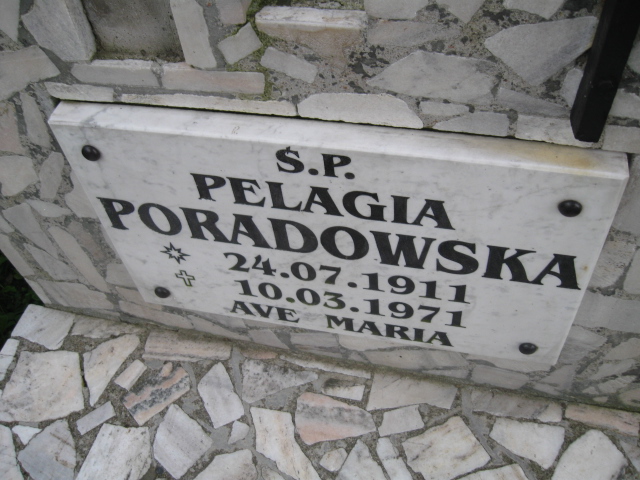 Ś.P.
PELAGIA
PORADOWSKA
24.07.1911
10.03.1971
AVE MARIA